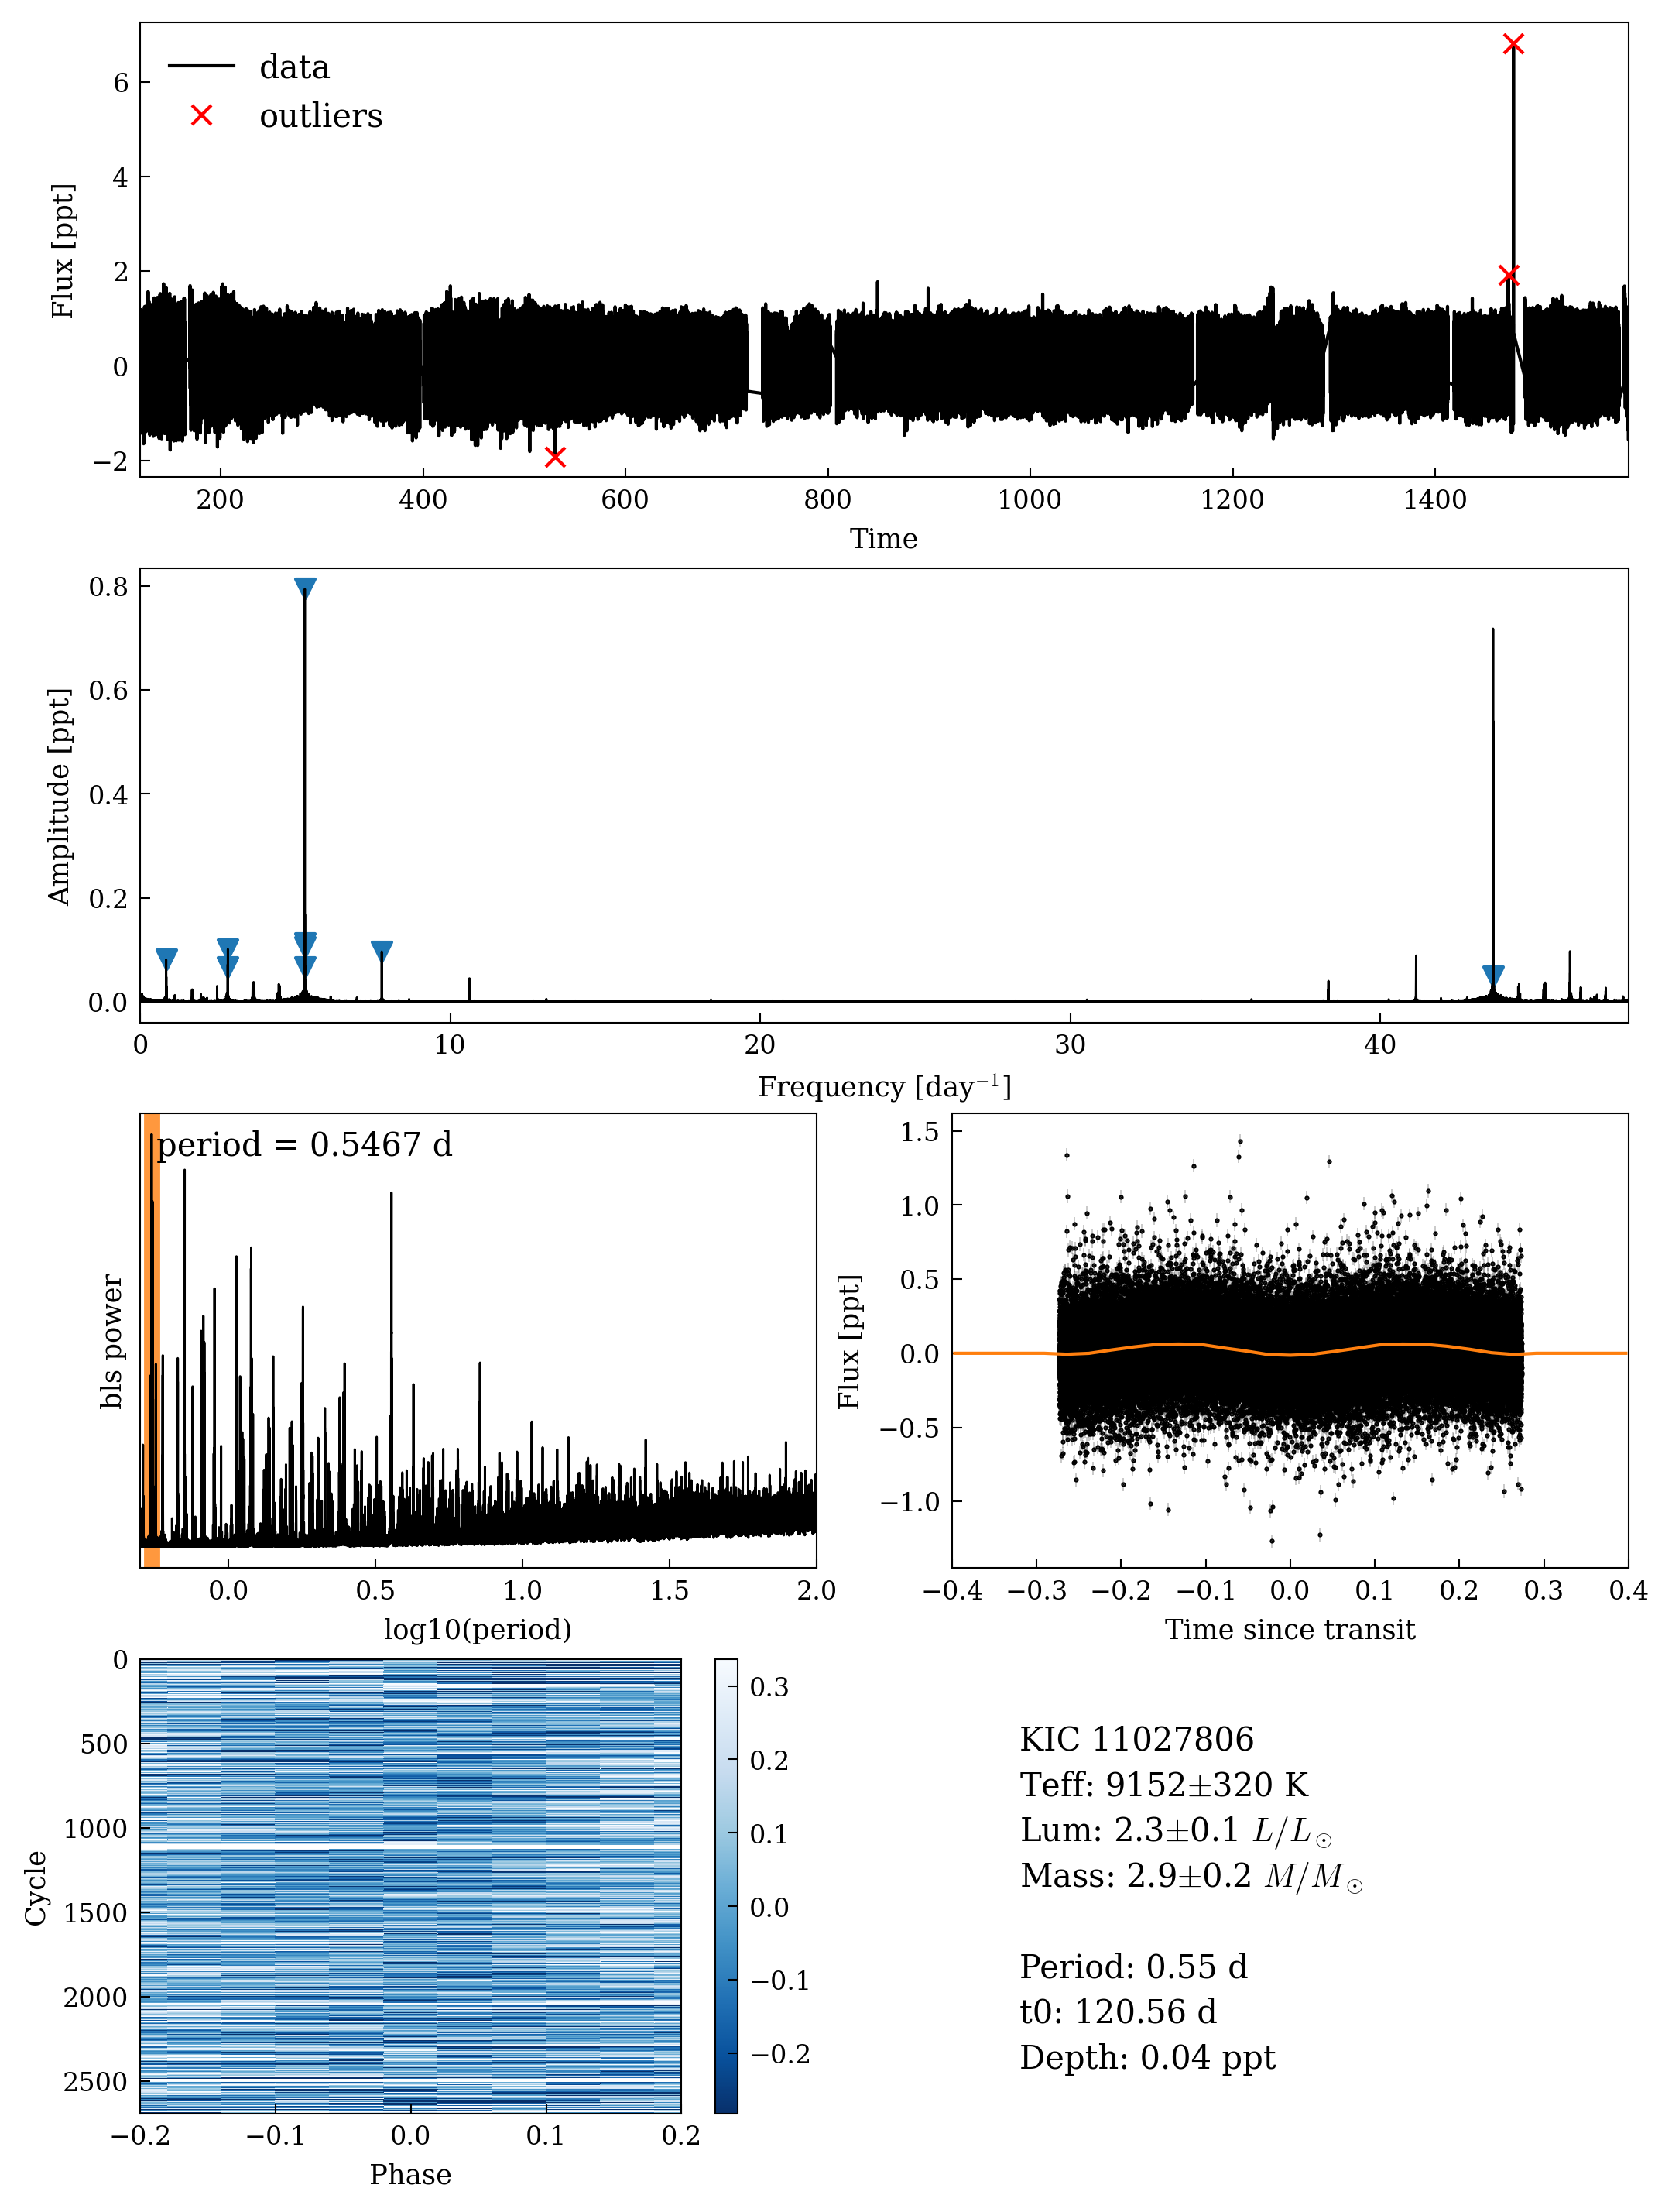 data
outliers
6
4
2
0
−2
Flux [ppt]
200 400 600 800 1000 1200 1400
Time
0.8
0.6
0.4
0.2
0.0
Amplitude [ppt]
0 10 20 30 40
Frequency [day⁻¹]
period = 0.5467 d
bls power
0.0 0.5 1.0 1.5 2.0
log10(period)
1.5
1.0
0.5
0.0
−0.5
−1.0
Flux [ppt]
−0.4 −0.3 −0.2 −0.1 0.0 0.1 0.2 0.3 0.4
Time since transit
0
500
1000
1500
2000
2500
Cycle
−0.2 −0.1 0.0 0.1 0.2
Phase
0.3
0.2
0.1
0.0
−0.1
−0.2
KIC 11027806
Teff: 9152±320 K
Lum: 2.3±0.1 L/L⊙
Mass: 2.9±0.2 M/M⊙
Period: 0.55 d
t0: 120.56 d
Depth: 0.04 ppt